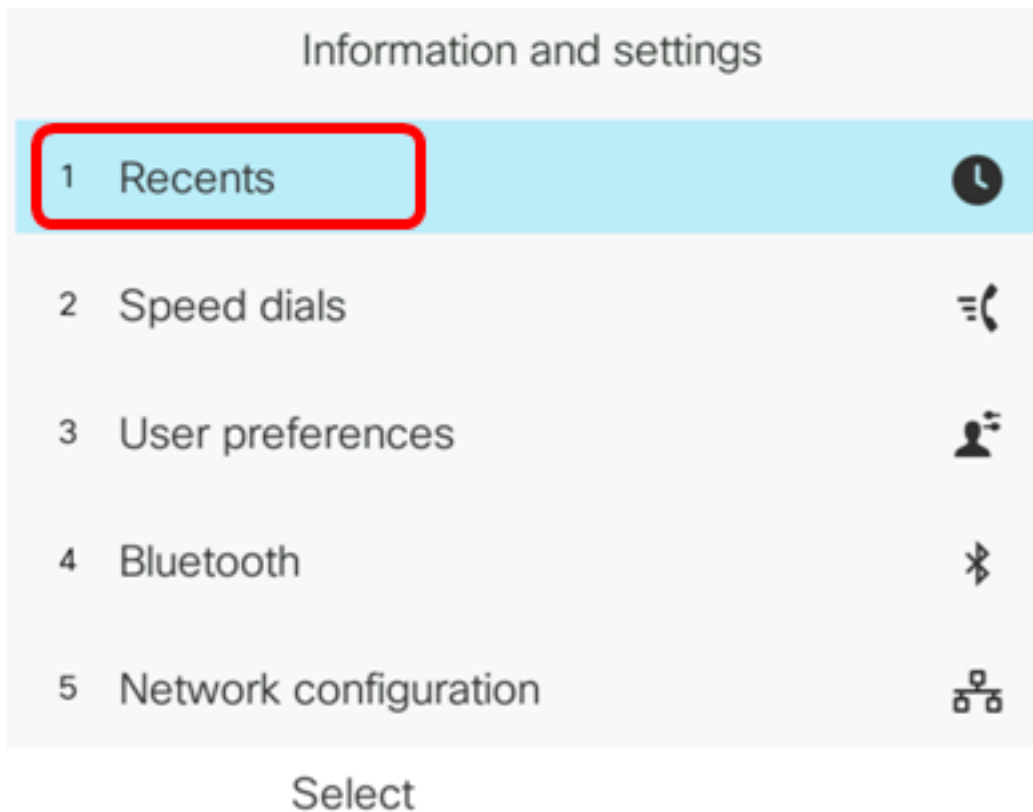 Information and settings
1 Recents
2 Speed dials
3 User preferences
4 Bluetooth
5 Network configuration
Select